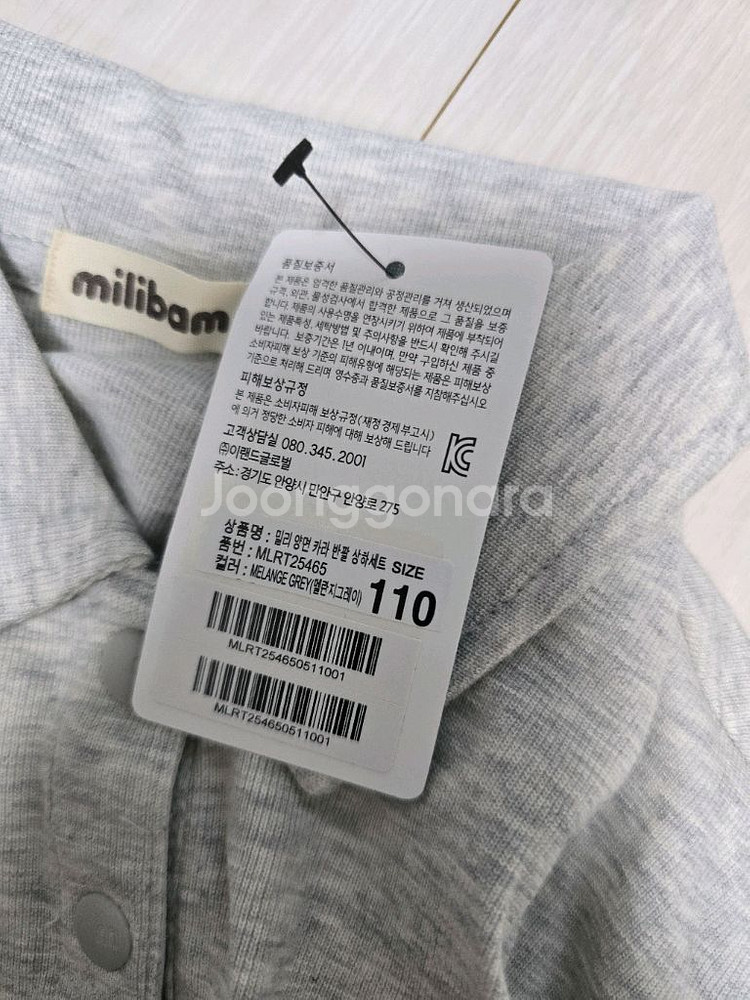 milibam
품질보증서
본 제품은 엄격한 품질관리와 공정관리를 거쳐 생산되었으며
규격, 외관, 물성검사에서 합격한 제품으로 그 품질을 보증
합니다. 제품의 사용수명을 연장시키기 위하여 제품에 부착되어
있는 제품특성, 세탁방법 및 주의사항을 반드시 확인해 주시길
바랍니다. 보증기간은 1년 이내이며, 만약 구입하신 제품 중
소비자피해 보상 기준의 피해유형에 해당되는 제품은 피해보상
기준으로 처리해 드리며 영수증과 품질보증서를 지참해주십시오
피해보상규정
본 제품은 소비자피해 보상규정(재정경제부고시)
에 의거 정당한 소비자 피해에 대해 보상해 드립니다
고객상담실 080.345.2001
㈜이랜드글로벌
주소:경기도 안양시 만안구 안양로 275
Joonggonara
상품명 : 밀리 양면 카라 반팔 상하세트 SIZE
품번 : MLRT25465
컬러 : MELANGE GREY(멜란지그레이) 110
MLRT254650511001
MLRT254650511001